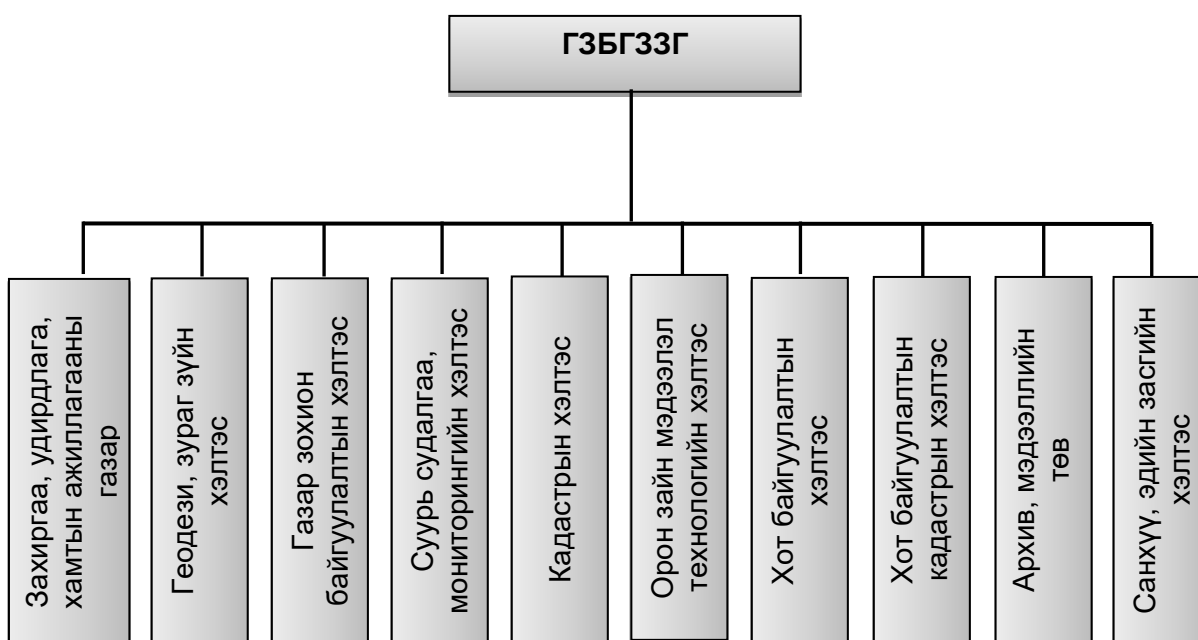 ГЗБГЗЗГ
Захиргаа, удирдлага,
хамтын ажиллагааны
газар
Геодези, зураг зүйн
хэлтэс
Газар зохион
байгуулалтын хэлтэс
Суурь судалгаа,
мониторингийн хэлтэс
Кадастрын хэлтэс
Орон зайн мэдээлэл
технологийн хэлтэс
Хот байгуулалтын
хэлтэс
Хот байгуулалтын
кадастрын хэлтэс
Архив, мэдээллийн
төв
Санхүү, эдийн засгийн
хэлтэс